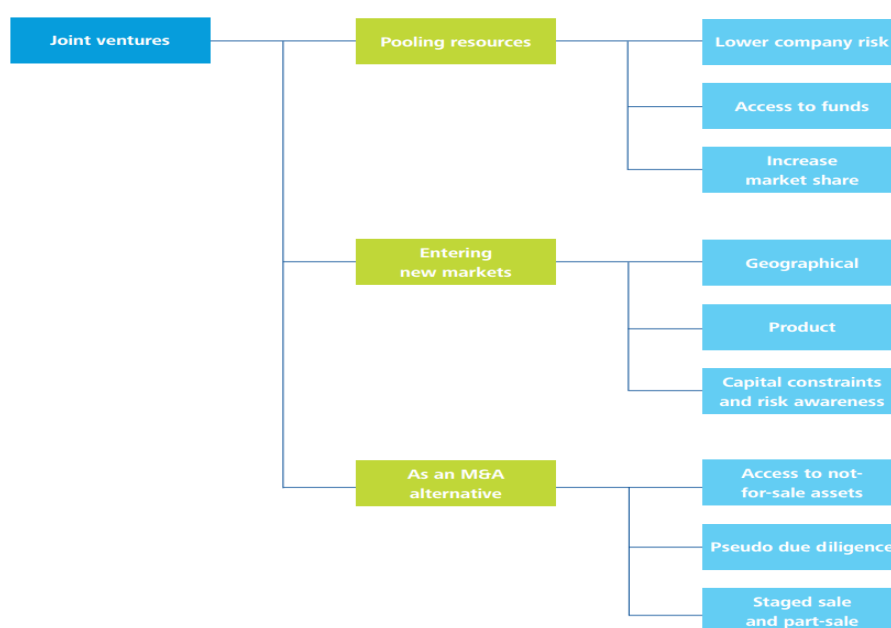 Joint ventures
Pooling resources
Lower company risk
Access to funds
Increase
market share
Entering
new markets
Geographical
Product
Capital constraints
and risk awareness
As an M&A
alternative
Access to not-
for-sale assets
Pseudo due diligence
Staged sale
and part-sale